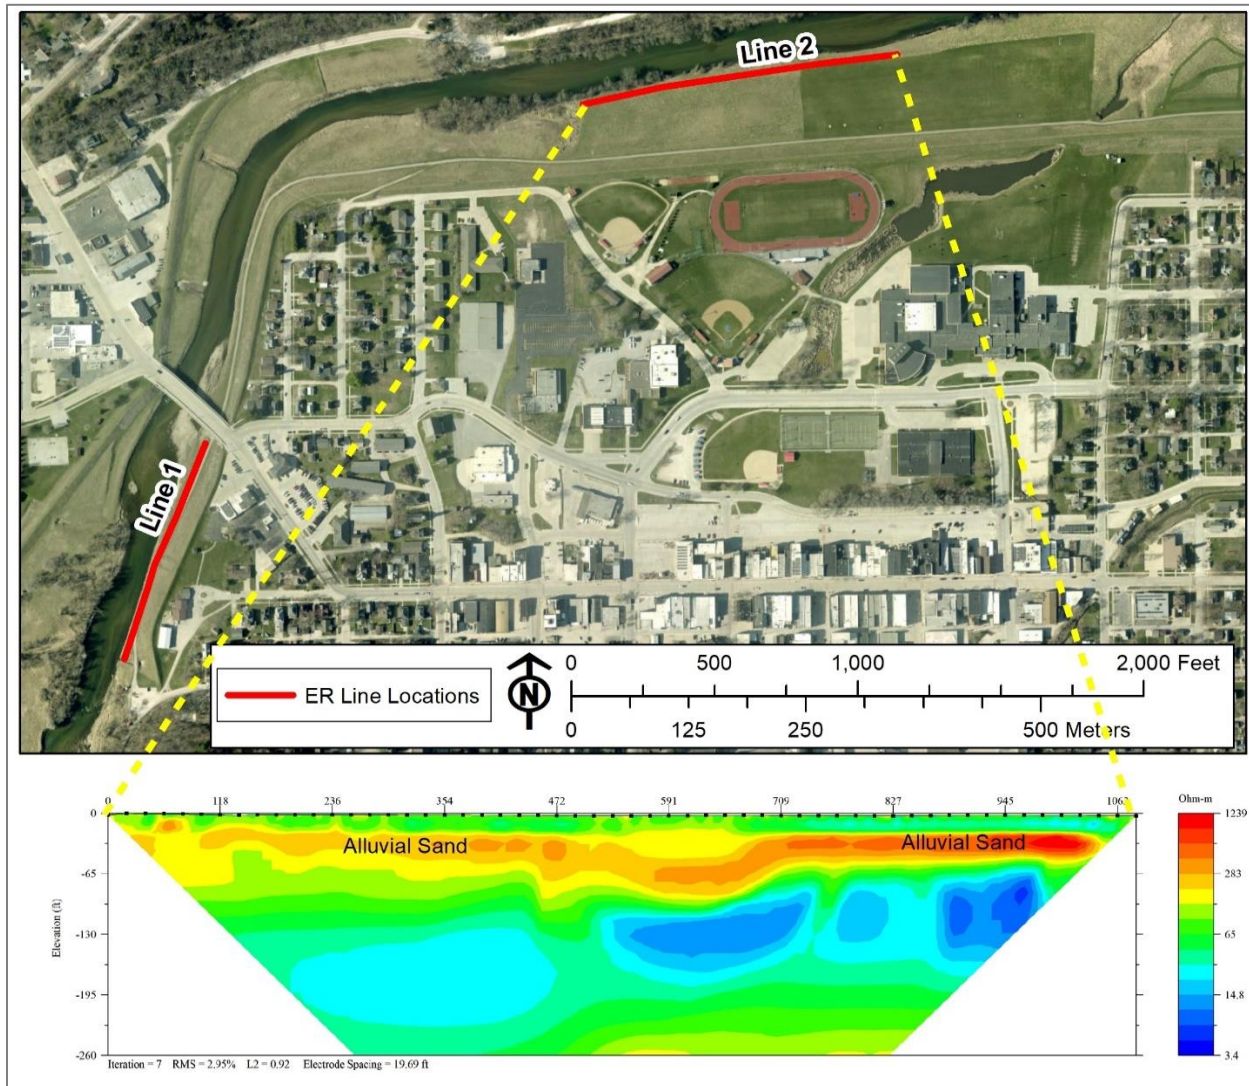 Line 2
Line 1
ER Line Locations
N
0 500 1,000 2,000 Feet
0 125 250 500 Meters
0 118 236 354 472 591 709 827 945 1063
Ohm-m
0
-65
-130
-195
-260
Elevation (ft)
Alluvial Sand
Alluvial Sand
1239
283
65
14.8
3.4
Iteration = 7 RMS = 2.95% L2 = 0.92 Electrode Spacing = 19.69 ft